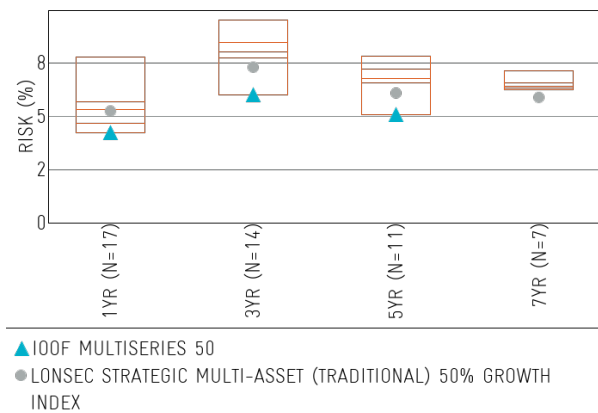 RISK (%)
8
5
2
0
1YR (N=17)
3YR (N=14)
5YR (N=11)
7YR (N=7)
IOOF MULTISERIES 50
LONSEC STRATEGIC MULTI-ASSET (TRADITIONAL) 50% GROWTH
INDEX